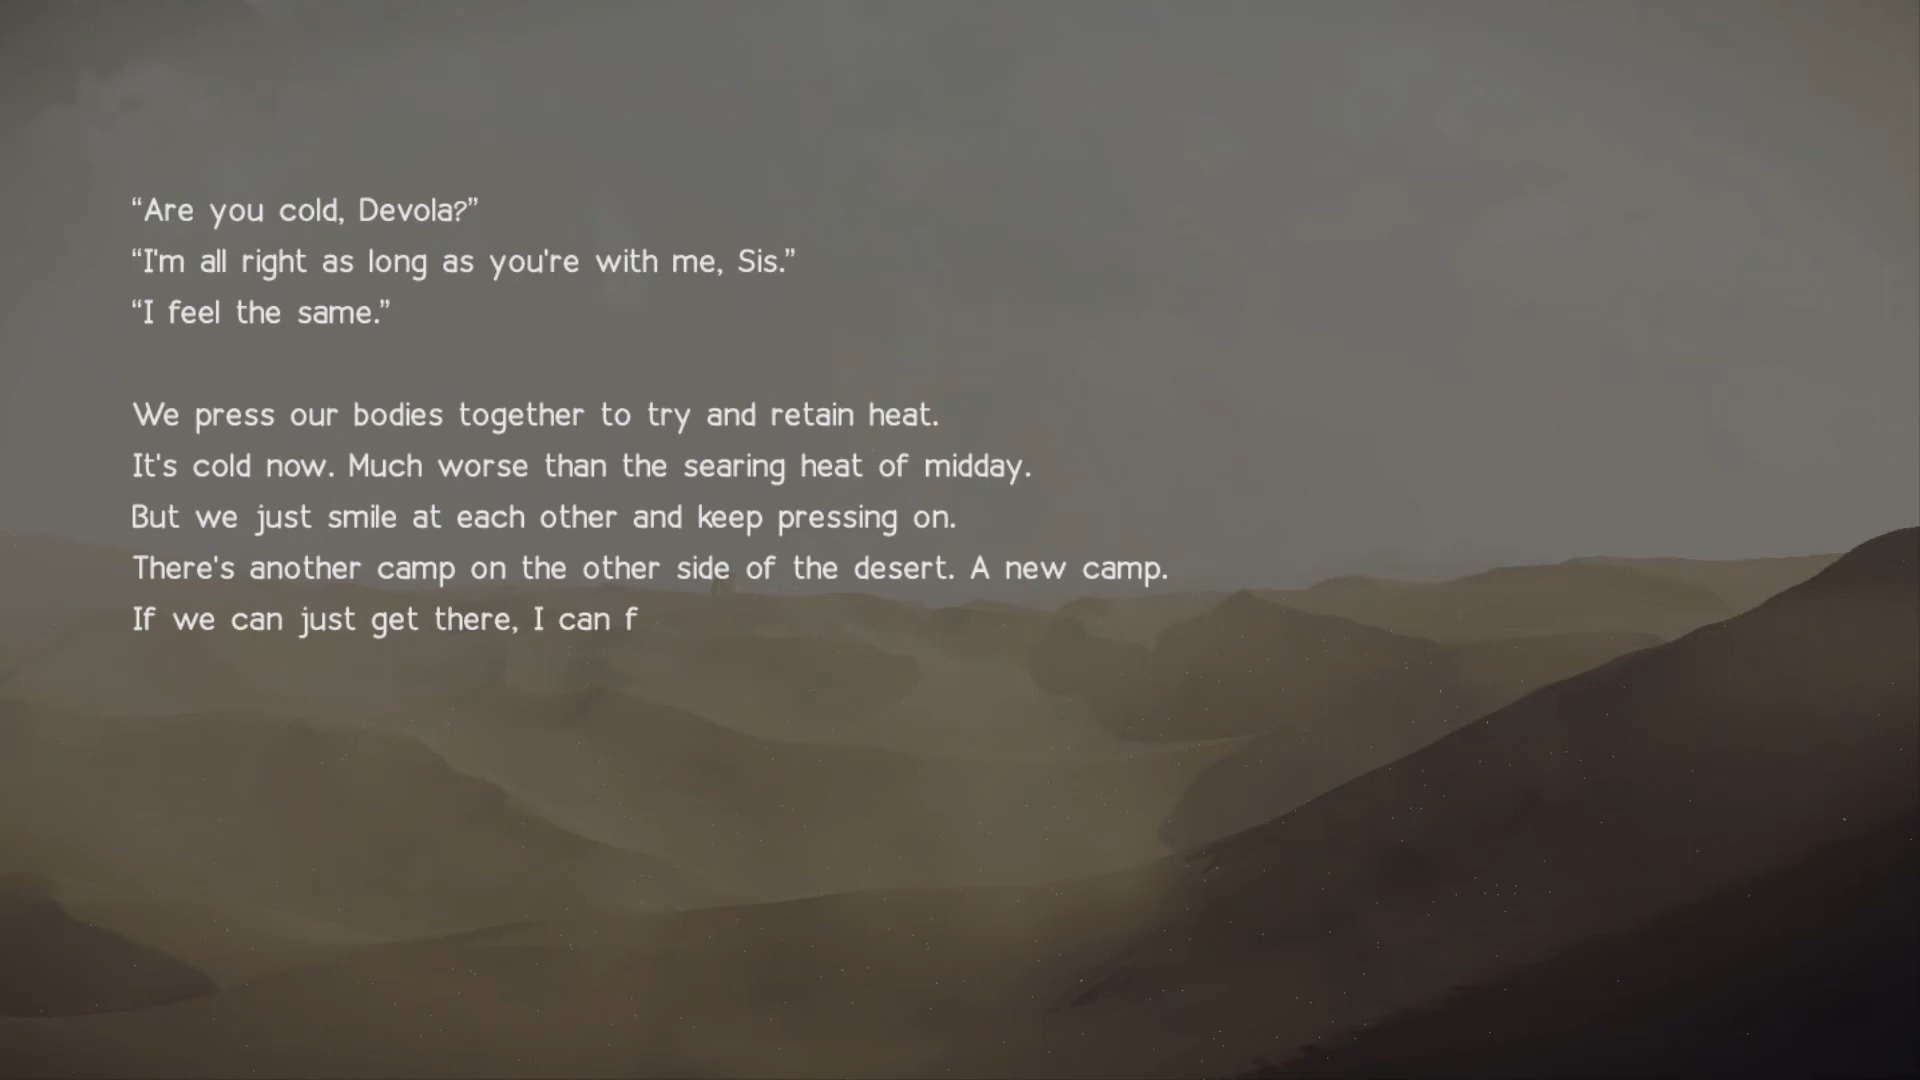 “Are you cold, Devola?”
“I'm all right as long as you're with me, Sis.”
“I feel the same.”
We press our bodies together to try and retain heat.
It's cold now. Much worse than the searing heat of midday.
But we just smile at each other and keep pressing on.
There's another camp on the other side of the desert. A new camp.
If we can just get there, I can f